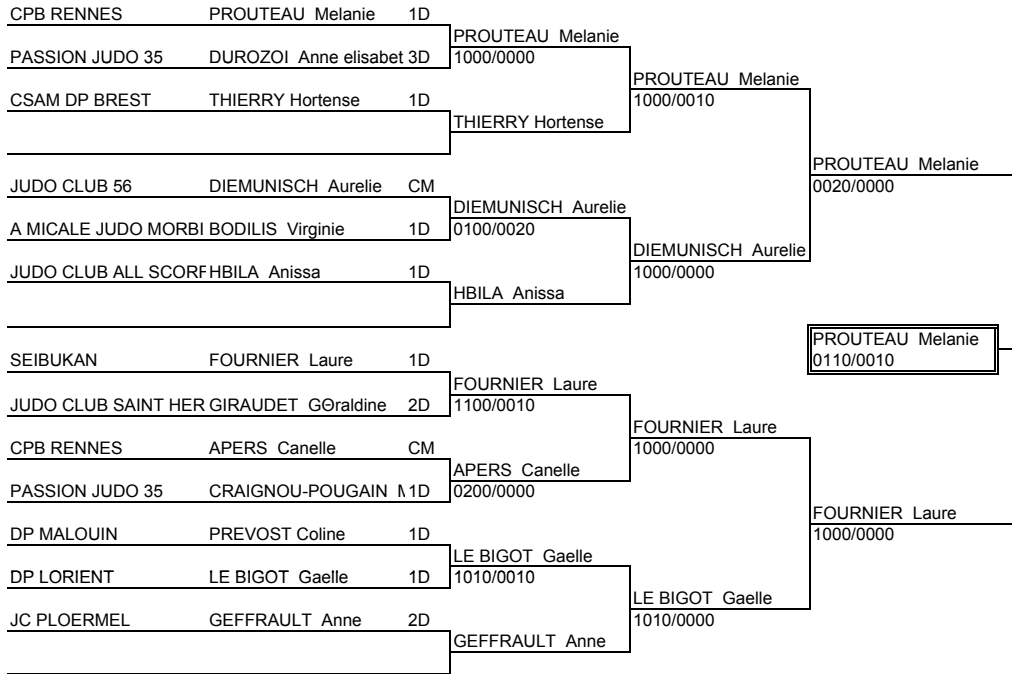 CPB RENNES PROUTEAU Melanie 1D
PROUTEAU Melanie
PASSION JUDO 35 DUROZOI Anne elisabet 3D
1000/0000
PROUTEAU Melanie
CSAM DP BREST THIERRY Hortense 1D
1000/0010
THIERRY Hortense
PROUTEAU Melanie
JUDO CLUB 56 DIEMUNISCH Aurelie CM
0020/0000
DIEMUNISCH Aurelie
A MICALE JUDO MORBI BODILIS Virginie 1D
0100/0020
DIEMUNISCH Aurelie
JUDO CLUB ALL SCORF HBILA Anissa 1D
1000/0000
HBILA Anissa
PROUTEAU Melanie
SEIBUKAN FOURNIER Laure 1D
0110/0010
FOURNIER Laure
JUDO CLUB SAINT HER GIRAUDET GΘraldine 2D
1100/0010
FOURNIER Laure
CPB RENNES APERS Canelle CM
1000/0000
APERS Canelle
PASSION JUDO 35 CRAIGNOU-POUGAIN M 1D
0200/0000
FOURNIER Laure
DP MALOUIN PREVOST Coline 1D
1000/0000
LE BIGOT Gaelle
DP LORIENT LE BIGOT Gaelle 1D
1010/0010
LE BIGOT Gaelle
JC PLOERMEL GEFFRAULT Anne 2D
1010/0000
GEFFRAULT Anne